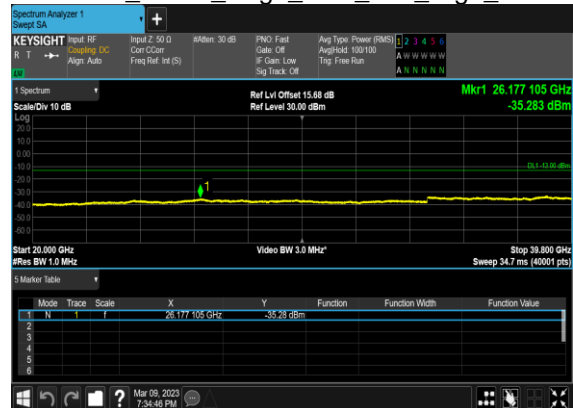 Spectrum Analyzer 1
Swept SA
+
KEYSIGHT Input: RF Input Z: 50 Ω #Atten: 30 dB PNO: Fast Avg Type: Power (RMS) 1 2 3 4 5 6
R T Coupling: DC Corr CCorr Gate: Off Avg|Hold: 100/100 A W W W W W
Align: Auto Freq Ref: Int (S) IF Gain: Low Trig: Free Run
LW Sig Track: Off A N N N N N
1 Spectrum Ref Lvl Offset 15.68 dB Mkr1 26.177 105 GHz
Scale/Div 10 dB Ref Level 30.00 dBm -35.283 dBm
Log
20.0
10.0
0.00
-10.0 DL1 -13.00 dBm
-20.0
-30.0 1
-40.0
-50.0
-60.0
Start 20.000 GHz Video BW 3.0 MHz* Stop 39.800 GHz
#Res BW 1.0 MHz Sweep 34.7 ms (40001 pts)
5 Marker Table
Mode Trace Scale X Y Function Function Width Function Value
1 N 1 f 26.177 105 GHz -35.28 dBm
2
3
4
5
6
? Mar 09, 2023
7:34:46 PM